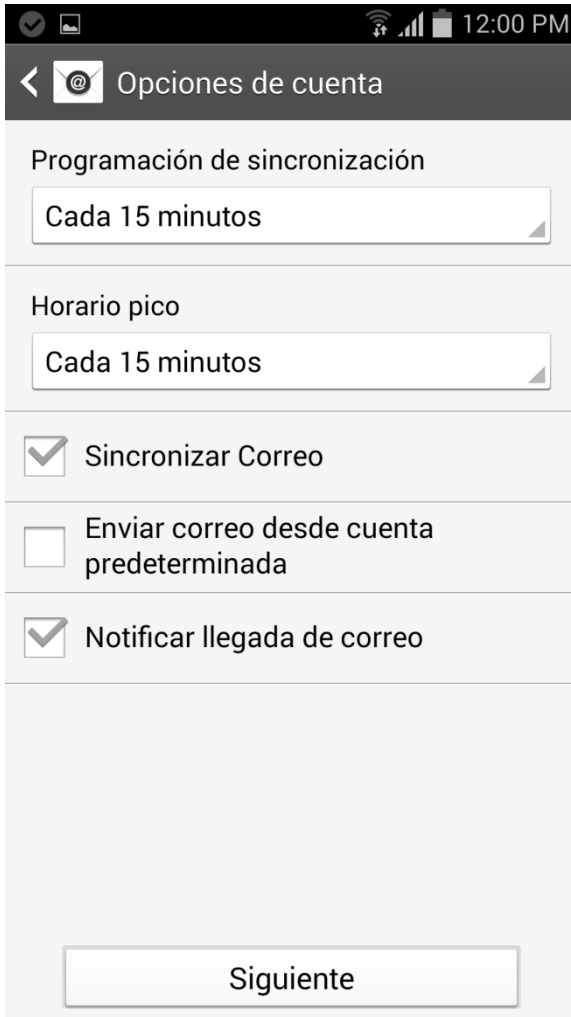 12:00 PM
@ Opciones de cuenta
Programación de sincronización
Cada 15 minutos
Horario pico
Cada 15 minutos
Sincronizar Correo
Enviar correo desde cuenta
predeterminada
Notificar llegada de correo
Siguiente